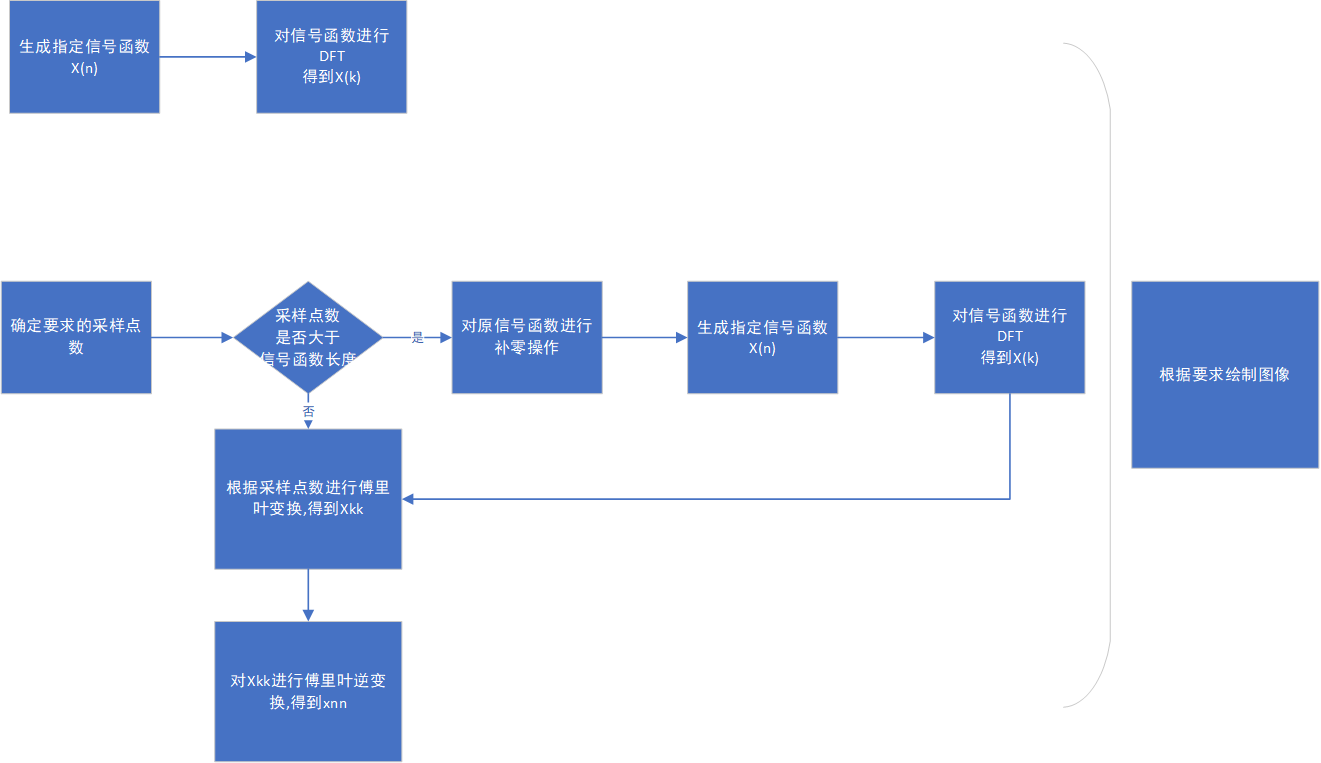 生成指定信号函数
X(n)
对信号函数进行
DFT
得到X(k)
确定要求的采样点
数
采样点数
是否大于
信号函数长度
是
对原信号函数进行
补零操作
生成指定信号函数
X(n)
对信号函数进行
DFT
得到X(k)
根据要求绘制图像
否
根据采样点数进行傅里
叶变换,得到Xkk
对Xkk进行傅里叶逆变
换,得到xnn